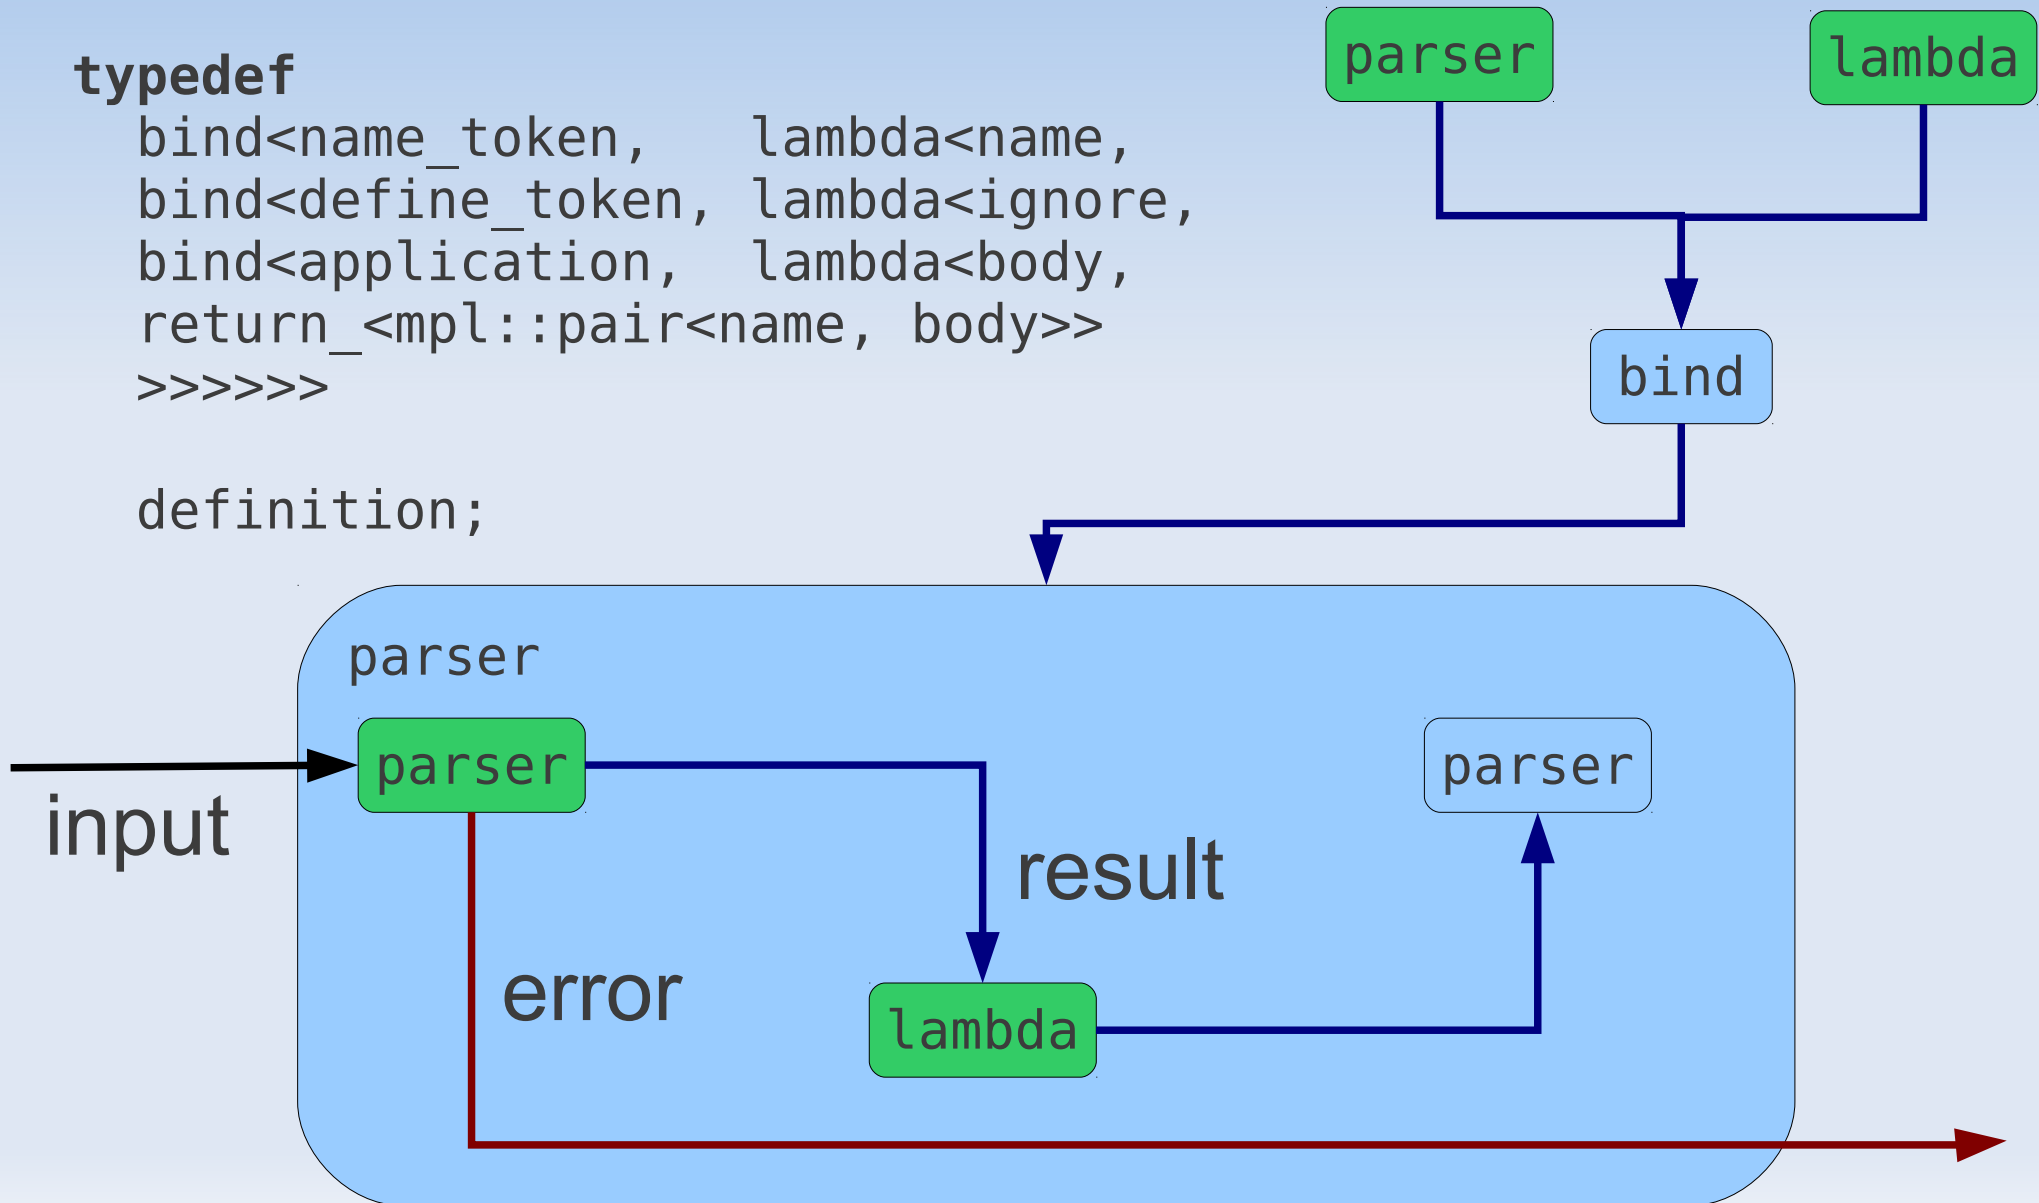 typedef
bind<name_token,   lambda<name,
bind<define_token, lambda<ignore,
bind<application,  lambda<body,
return_<mpl::pair<name, body>>
>>>>>>
definition;
parser
lambda
bind
parser
parser
parser
input
result
error
lambda